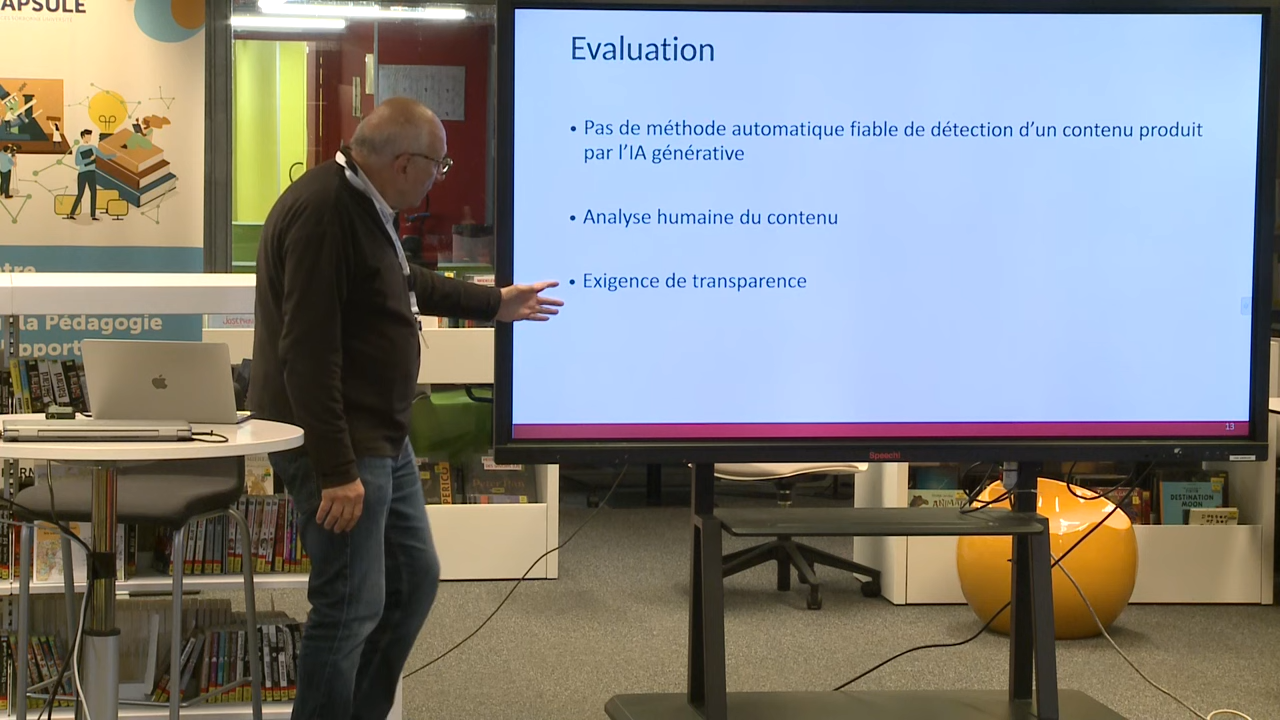 APSULE
Evaluation
• Pas de méthode automatique fiable de détection d'un contenu produit
par l'IA générative
• Analyse humaine du contenu
• Exigence de transparence
13
Speechi
la Pédagogie
DESTINATION
MOON